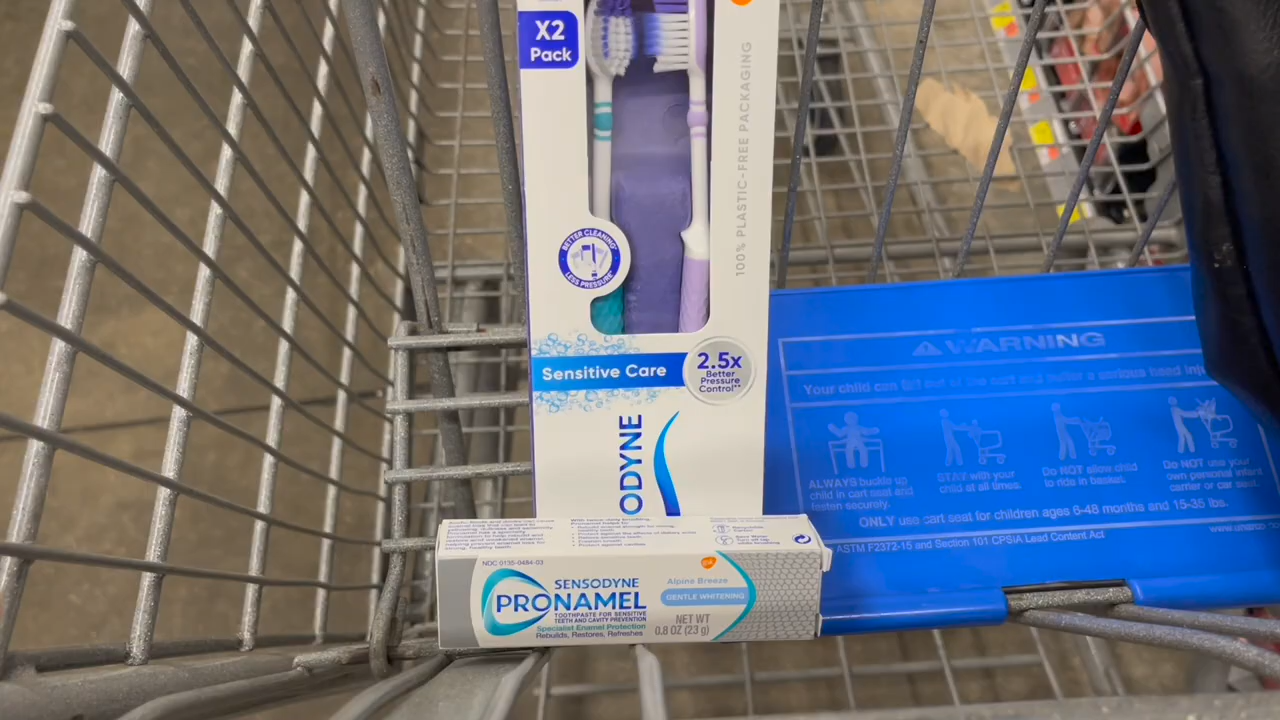 X2
Pack
100% PLASTIC-FREE PACKAGING
BETTER CLEANING*
LESS PRESSURE*
Sensitive Care
2.5x
Better
Pressure
Control**
ODYNE
WARNING
Your child can fall out of the cart and suffer a serious head inju
ALWAYS buckle up
child in cart seat and
fasten securely.
STAY with your
child at all times.
Do NOT allow child
to ride in basket.
Do NOT use your
own personal infant
carrier or car seat.
ONLY use cart seat for children ages 6-48 months and 15-35 lbs.
ASTM F2372-15 and Section 101 CPSIA Lead Content Act
NDC 0135-0484-03
SENSODYNE
PRONAMEL
TOOTHPASTE FOR SENSITIVE
TEETH AND CAVITY PREVENTION
Specialist Enamel Protection
Rebuilds, Restores, Refreshes
Alpine Breeze
GENTLE WHITENING
NET WT
0.8 OZ (23 g)